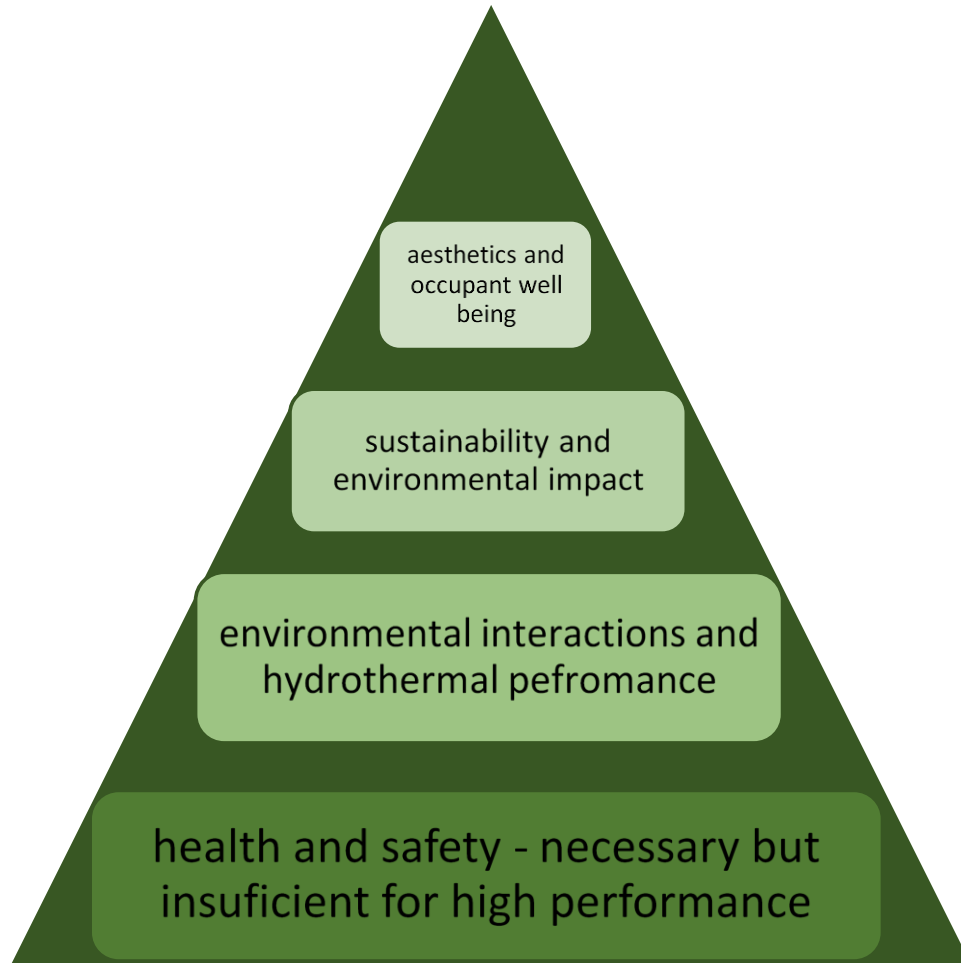 aesthetics and
occupant well
being
sustainability and
environmental impact
environmental interactions and
hydrothermal pefromance
health and safety - necessary but
insuficient for high performance